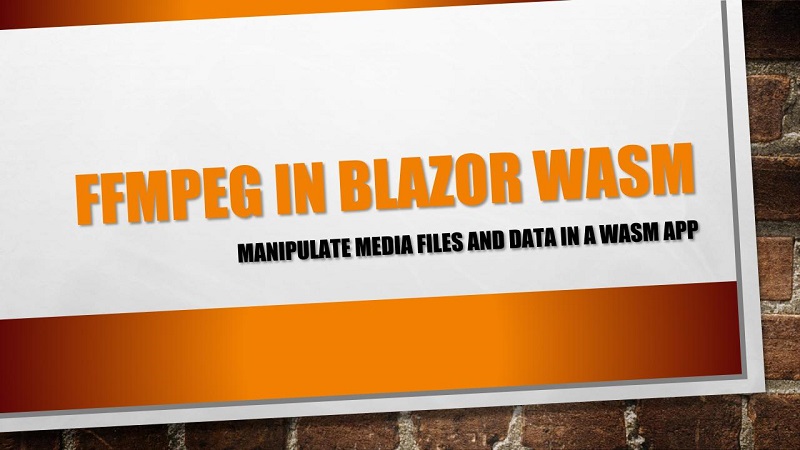 FFMPEG IN BLAZOR WASM
MANIPULATE MEDIA FILES AND DATA IN A WASM APP